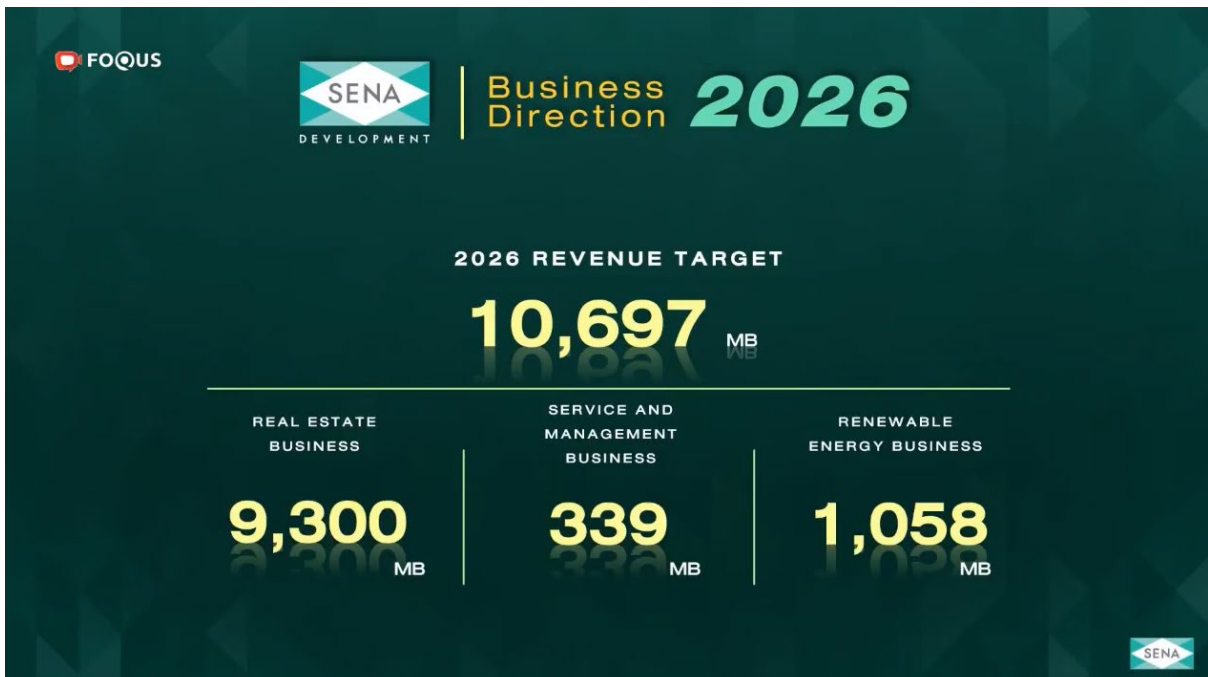 FOQUS
SENA
DEVELOPMENT
Business
Direction
2026
2026 REVENUE TARGET
10,697 MB
REAL ESTATE
BUSINESS
9,300
MB
SERVICE AND
MANAGEMENT
BUSINESS
339
MB
RENEWABLE
ENERGY BUSINESS
1,058
MB
SENA